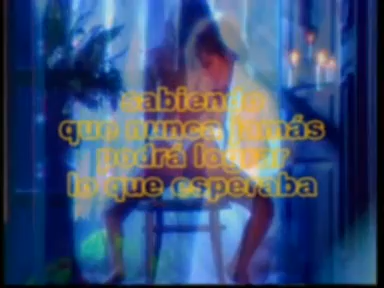 sabiendo
que nunca jamás
podrá lograr
lo que esperaba